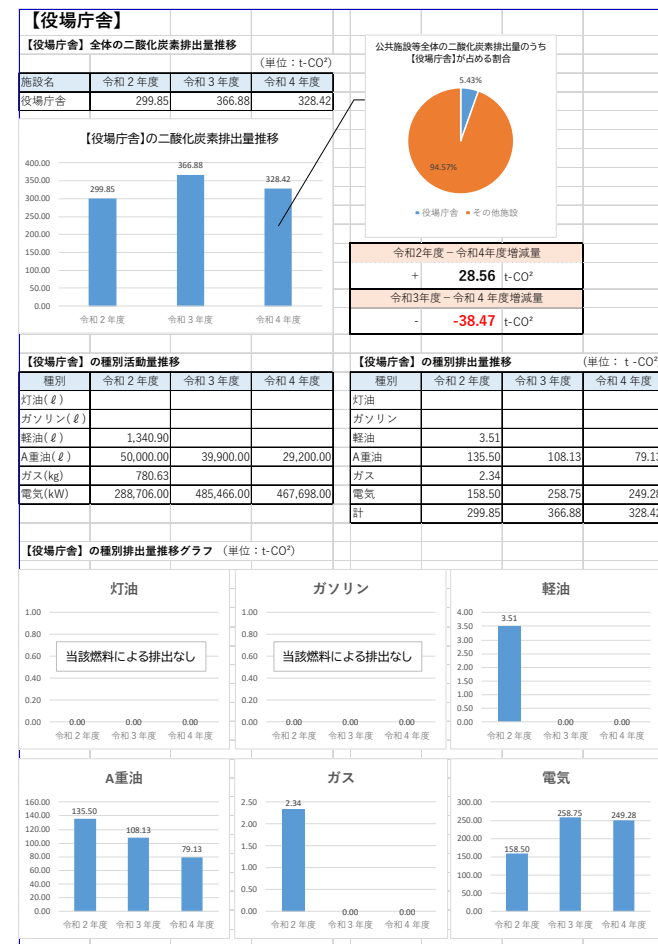 【役場庁舎】
【役場庁舎】全体の二酸化炭素排出量推移
（単位：t-CO²）
施設名 令和２年度 令和３年度 令和４年度
役場庁舎 299.85 366.88 328.42
公共施設等全体の二酸化炭素排出量のうち
【役場庁舎】が占める割合
5.43%
94.57%
役場庁舎 その他施設
【役場庁舎】の二酸化炭素排出量推移
400.00
350.00
300.00
250.00
200.00
150.00
100.00
50.00
0.00
299.85
366.88
328.42
令和２年度 令和３年度 令和４年度
令和2年度－令和4年度増減量
+ 28.56 t-CO²
令和3年度－令和４年度増減量
- -38.47 t-CO²
【役場庁舎】の種別活動量推移
種別 令和２年度 令和３年度 令和４年度
灯油(ℓ)
ガソリン(ℓ)
軽油(ℓ) 1,340.90
A重油(ℓ) 50,000.00 39,900.00 29,200.00
ガス(kg) 780.63
電気(kW) 288,706.00 485,466.00 467,698.00
【役場庁舎】の種別排出量推移 （単位：ｔ-CO²
種別 令和２年度 令和３年度 令和４年度
灯油
ガソリン
軽油 3.51
A重油 135.50 108.13 79.13
ガス 2.34
電気 158.50 258.75 249.28
計 299.85 366.88 328.42
【役場庁舎】の種別排出量推移グラフ （単位：t-CO²）
灯油
1.00
0.80
0.60
0.40
0.20
0.00
当該燃料による排出なし
0.00 0.00 0.00
令和２年度 令和３年度 令和４年度
ガソリン
1.00
0.80
0.60
0.40
0.20
0.00
当該燃料による排出なし
0.00 0.00 0.00
令和２年度 令和３年度 令和４年度
軽油
4.00
3.50
3.00
2.50
2.00
1.50
1.00
0.50
0.00
3.51
0.00 0.00
令和２年度 令和３年度 令和４年度
A重油
160.00
140.00
120.00
100.00
80.00
60.00
40.00
20.00
0.00
135.50
108.13
79.13
令和２年度 令和３年度 令和４年度
ガス
2.50
2.00
1.50
1.00
0.50
0.00
2.34
0.00 0.00
令和２年度 令和３年度 令和４年度
電気
300.00
250.00
200.00
150.00
100.00
50.00
0.00
158.50
258.75
249.28
令和２年度 令和３年度 令和４年度